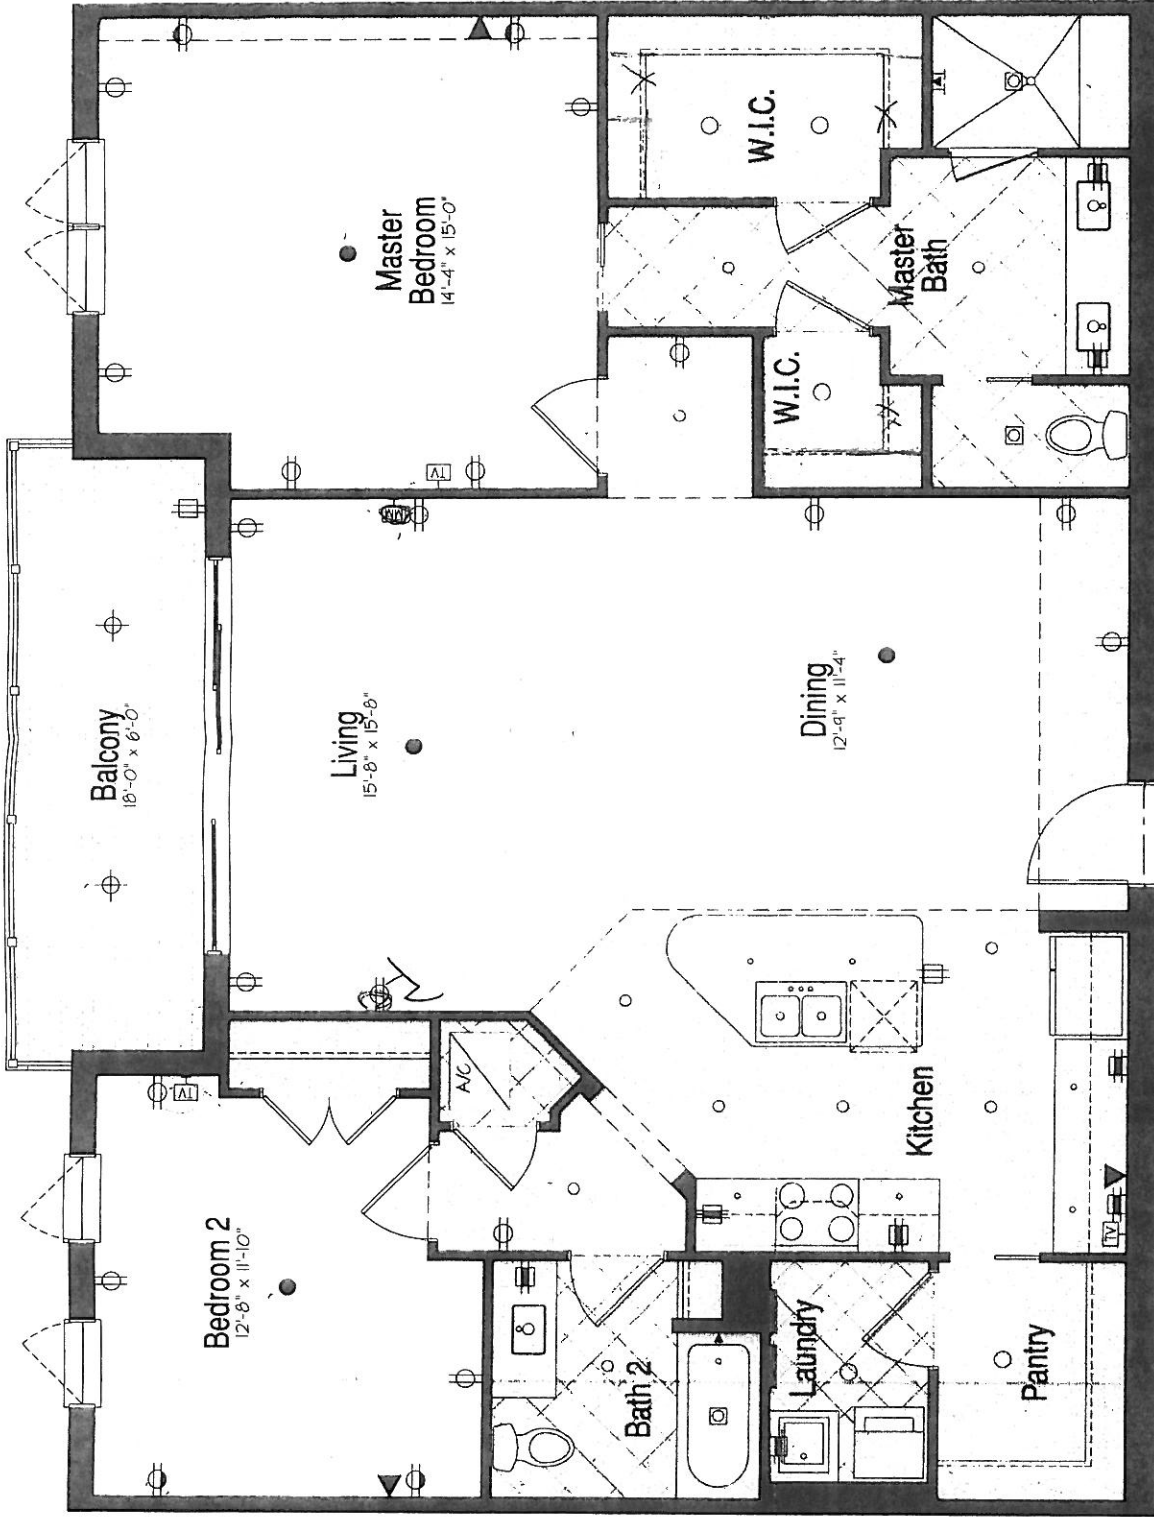 Balcony
18'-0" x 6'-0"
Master
Bedroom
14'-4" x 15'-0"
W.I.C.
W.I.C.
Master
Bath
TV
Living
15'-8" x 15'-8"
Dining
12'-9" x 11'-4"
TV
Bedroom 2
12'-8" x 11'-10"
A/C
Kitchen
TV
Bath 2
Laundry
Pantry